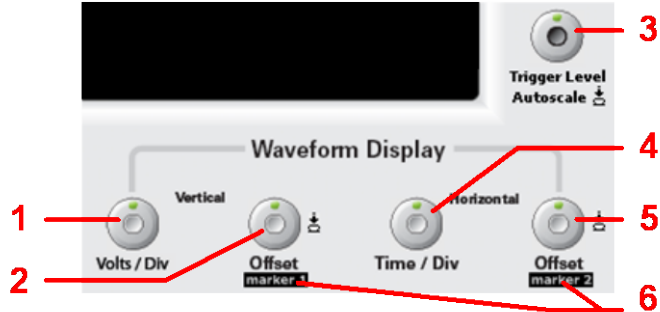 3
Trigger Level
Autoscale
4
Waveform Display
Vertical
Horizontal
1
5
Volts / Div
Offset
Time / Div
Offset
2
marker 1
marker 2
6